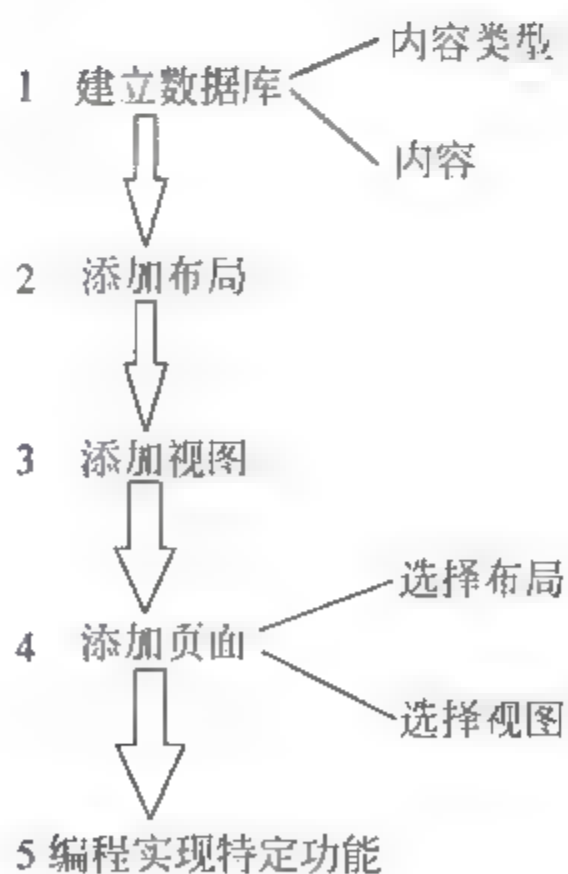 内容类型
1 建立数据库
内容
2 添加布局
3 添加视图
选择布局
4 添加页面
选择视图
5 编程实现特定功能